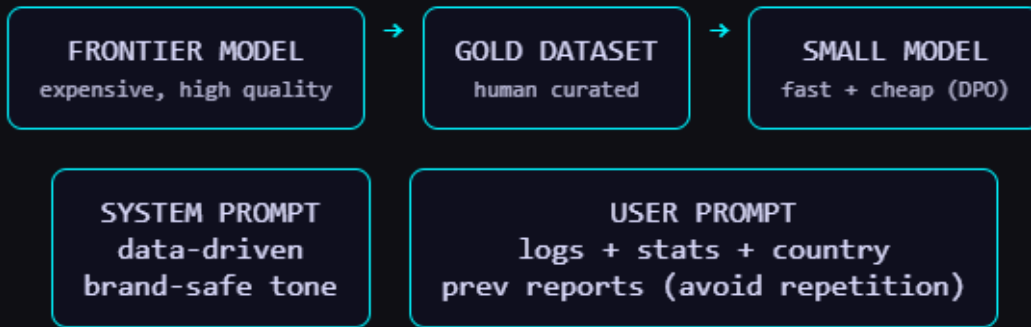 FRONTIER MODEL
expensive, high quality
→
GOLD DATASET
human curated
→
SMALL MODEL
fast + cheap (DPO)
SYSTEM PROMPT
data-driven
brand-safe tone
USER PROMPT
logs + stats + country
prev reports (avoid repetition)